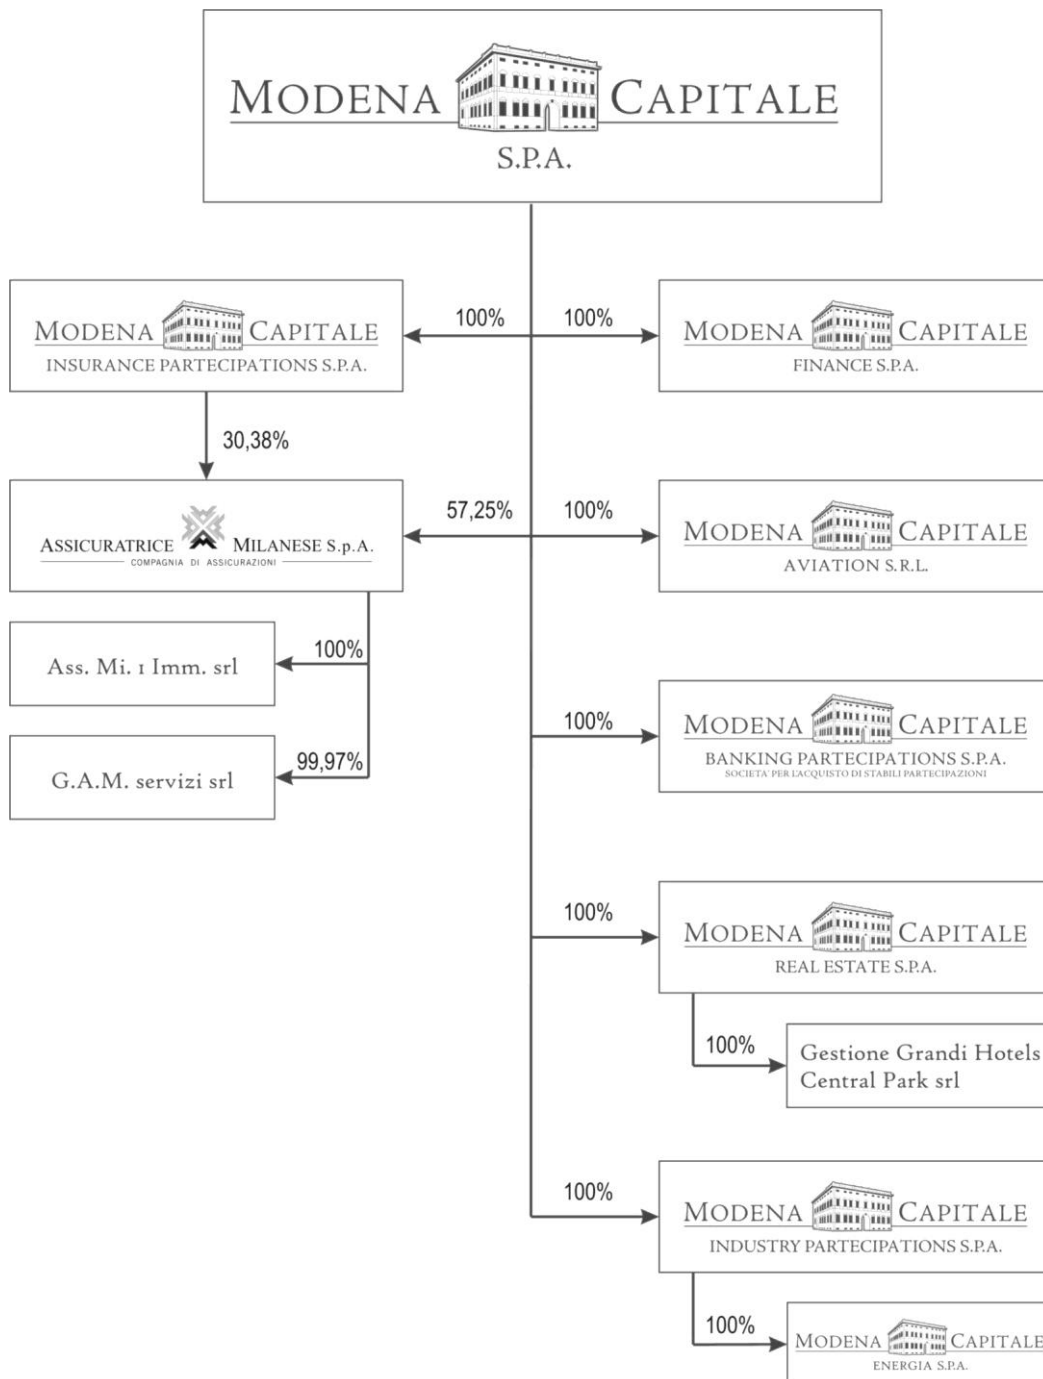 MODENA CAPITALE
S.P.A.
MODENA CAPITALE
INSURANCE PARTECIPATIONS S.P.A.
100%
100%
MODENA CAPITALE
FINANCE S.P.A.
30,38%
ASSICURATRICE MILANESE S.p.A.
COMPAGNIA DI ASSICURAZIONI
57,25%
100%
MODENA CAPITALE
AVIATION S.R.L.
100%
Ass. Mi. 1 Imm. srl
99,97%
G.A.M. servizi srl
100%
MODENA CAPITALE
BANKING PARTECIPATIONS S.P.A.
SOCIETA' PER L'ACQUISTO DI STABILI PARTECIPAZIONI
100%
MODENA CAPITALE
REAL ESTATE S.P.A.
100%
Gestione Grandi Hotels
Central Park srl
100%
MODENA CAPITALE
INDUSTRY PARTECIPATIONS S.P.A.
100%
MODENA CAPITALE
ENERGIA S.P.A.